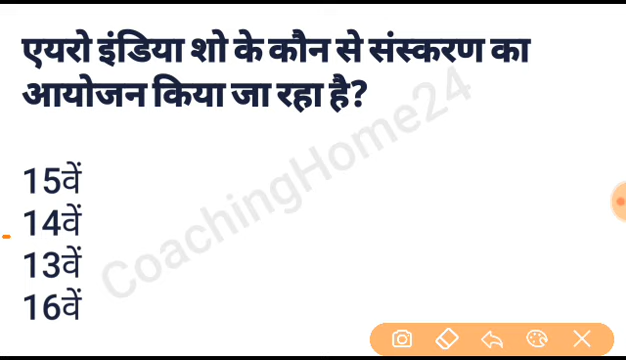 एयरो इंडिया शो के कौन से संस्करण का
आयोजन किया जा रहा है?
15वें
14वें
13वें
16वें
CoachingHome24